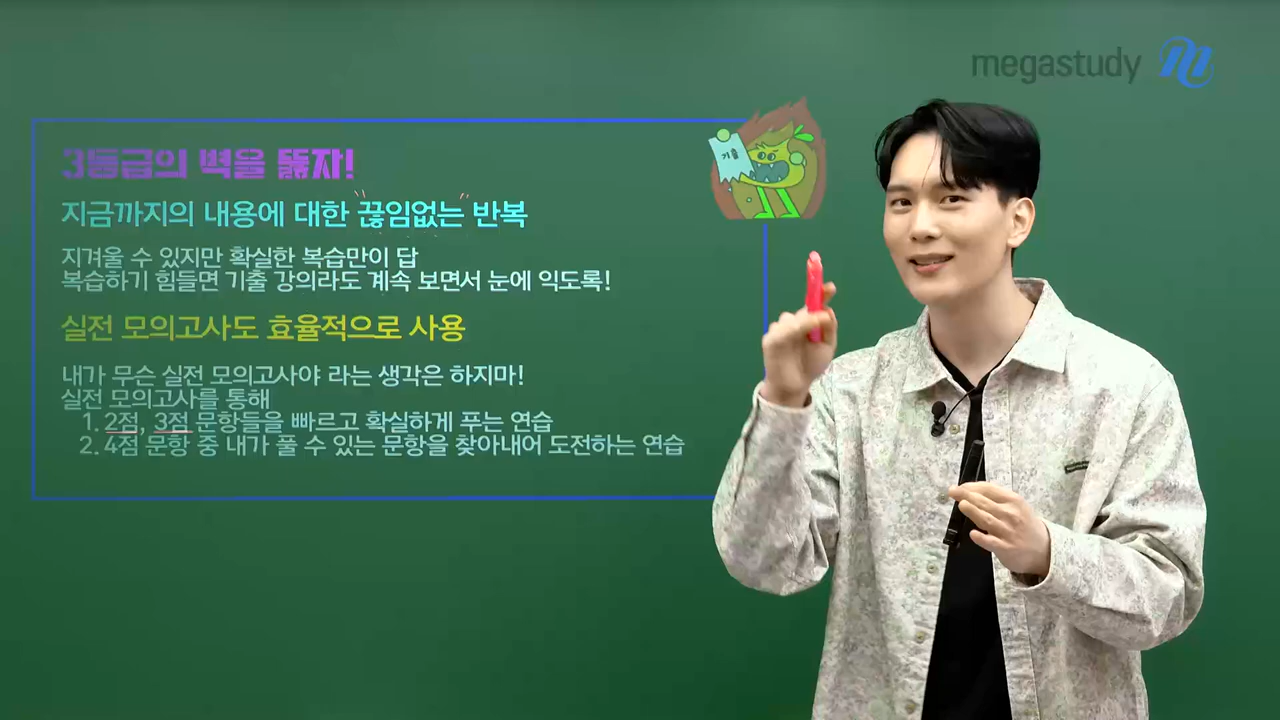 megastudy
3등급의 벽을 뚫자!
기출
지금까지의 내용에 대한 끊임없는 반복
지겨울 수 있지만 확실한 복습만이 답
복습하기 힘들면 기출 강의라도 계속 보면서 눈에 익도록!
실전 모의고사도 효율적으로 사용
내가 무슨 실전 모의고사야 라는 생각은 하지마!
실전 모의고사를 통해
1. 2점, 3점 문항들을 빠르고 확실하게 푸는 연습
2. 4점 문항 중 내가 풀 수 있는 문항을 찾아내어 도전하는 연습